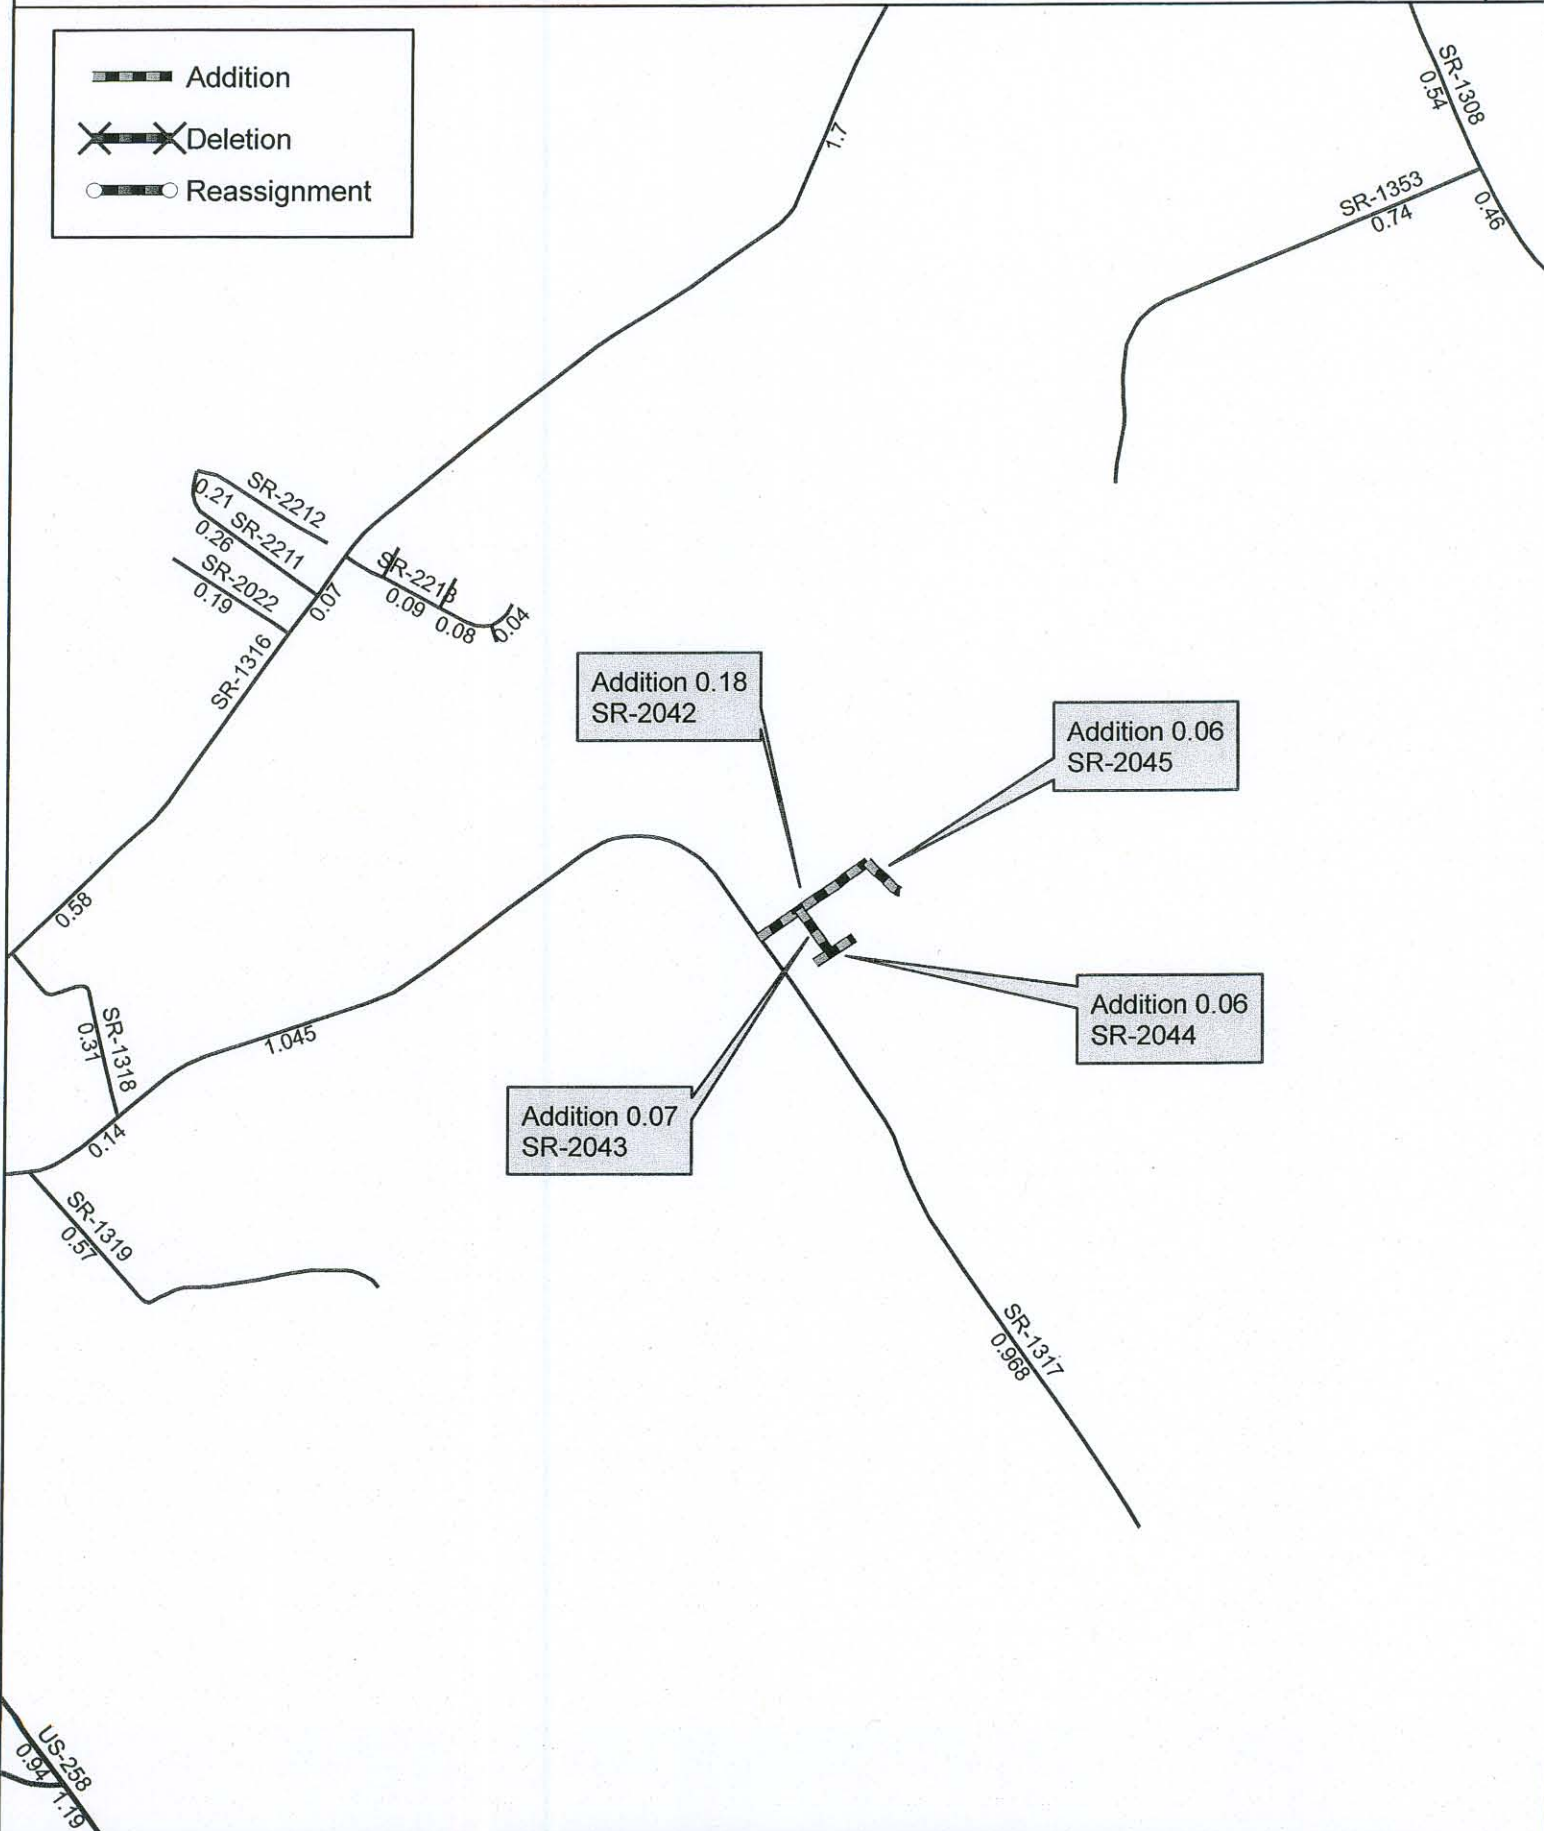 Addition
Deletion
Reassignment
1.7
SR-1308
0.54
SR-1353
0.74
0.46
SR-2212
0.21
SR-2211
0.26
SR-2022
0.19
0.07
SR-2213
0.09
0.08
0.04
SR-1316
Addition 0.18
SR-2042
Addition 0.06
SR-2045
0.58
SR-1318
0.31
1.045
Addition 0.06
SR-2044
Addition 0.07
SR-2043
0.14
SR-1319
0.57
SR-1317
0.968
US-258
0.94
1.19